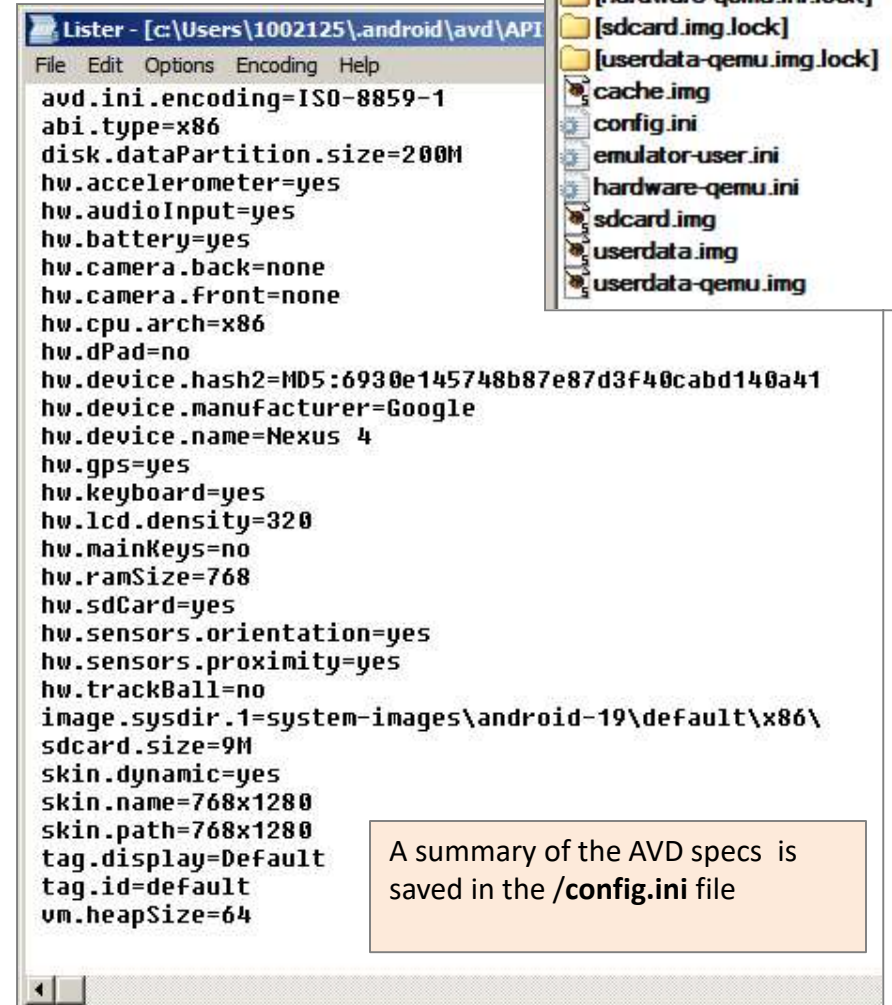 Lister - [c:\Users\1002125\.android\avd\API
File Edit Options Encoding Help
avd.ini.encoding=ISO-8859-1
abi.type=x86
disk.dataPartition.size=200M
hw.accelerometer=yes
hw.audioInput=yes
hw.battery=yes
hw.camera.back=none
hw.camera.front=none
hw.cpu.arch=x86
hw.dPad=no
hw.device.hash2=MD5:6930e145748b87e87d3f40cabd140a41
hw.device.manufacturer=Google
hw.device.name=Nexus 4
hw.gps=yes
hw.keyboard=yes
hw.lcd.density=320
hw.mainKeys=no
hw.ramSize=768
hw.sdCard=yes
hw.sensors.orientation=yes
hw.sensors.proximity=yes
hw.trackBall=no
image.sysdir.1=system-images\android-19\default\x86\
sdcard.size=9M
skin.dynamic=yes
skin.name=768x1280
skin.path=768x1280
tag.display=Default
tag.id=default
vm.heapSize=64
[hardware-qemu.ini.lock]
[sdcard.img.lock]
[userdata-qemu.img.lock]
cache.img
config.ini
emulator-user.ini
hardware-qemu.ini
sdcard.img
userdata.img
userdata-qemu.img
A summary of the AVD specs is
saved in the /config.ini file